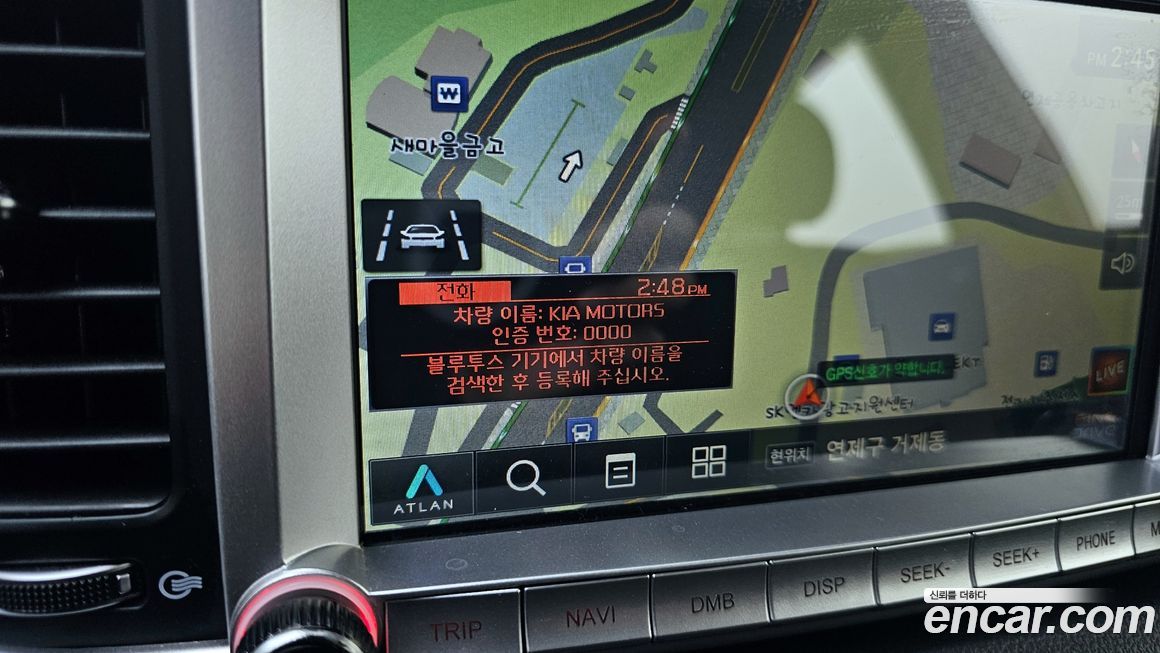 PM 2:45
새마을금고
25m
전화 2:48 PM
차량 이름: KIA MOTORS
인증 번호: 0000
블루투스 기기에서 차량 이름을
검색한 후 등록해 주십시오.
GPS신호가 약합니다.
LIVE
현위치 연제구 거제동
ATLAN
TRIP NAVI DMB DISP SEEK- SEEK+ PHONE
신뢰를 더하다
encar.com